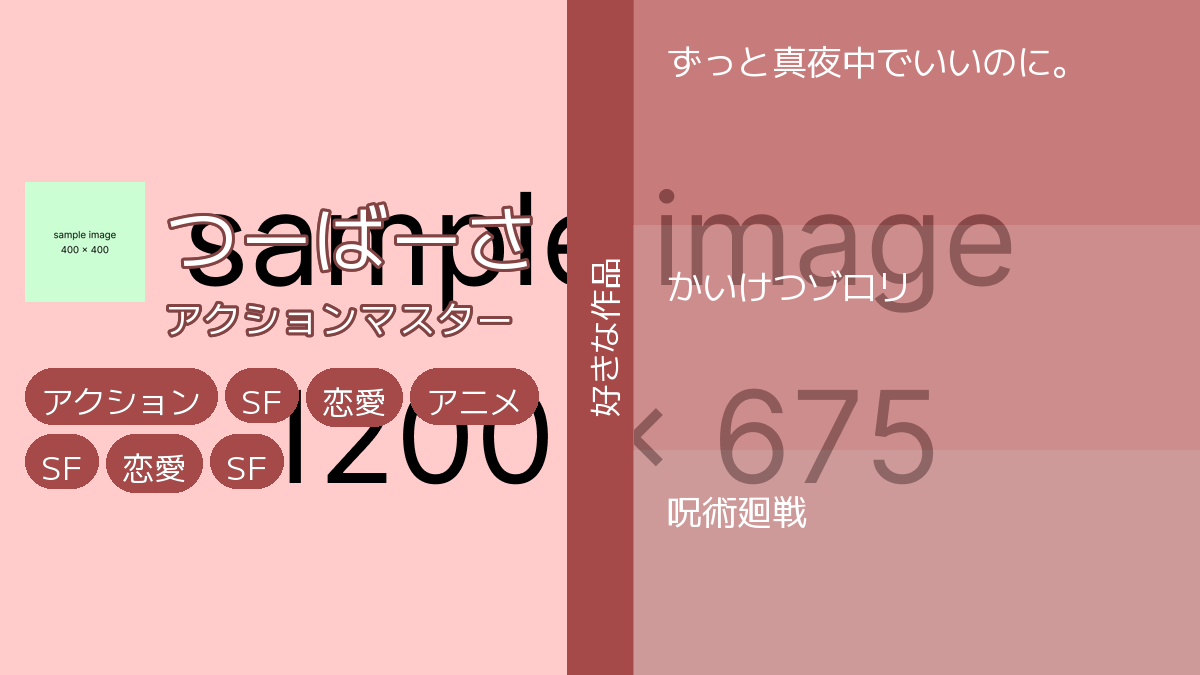 sample image
1200 × 675
sample image
400 × 400
つーばーさ
アクションマスター
アクション SF 恋愛 アニメ
SF 恋愛 SF
好きな作品
ずっと真夜中でいいのに。
かいけつゾロリ
呪術廻戦